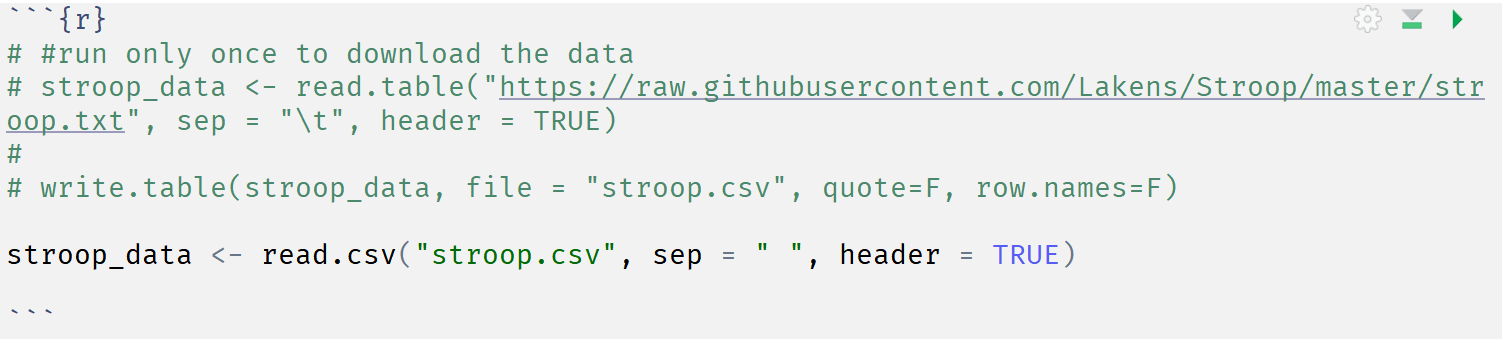 ```{r}
# #run only once to download the data
# stroop_data <- read.table("https://raw.githubusercontent.com/Lakens/Stroop/master/str
oop.txt", sep = "\t", header = TRUE)
#
# write.table(stroop_data, file = "stroop.csv", quote=F, row.names=F)
stroop_data <- read.csv("stroop.csv", sep = " ", header = TRUE)
```